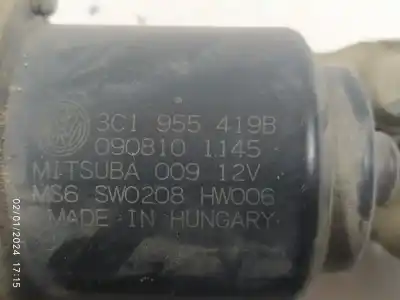 3C1 955 419B
090810 1145
MITSUBA 009 12V
MS6 SW0208 HW006
MADE IN HUNGARY
02/01/2024 17:15